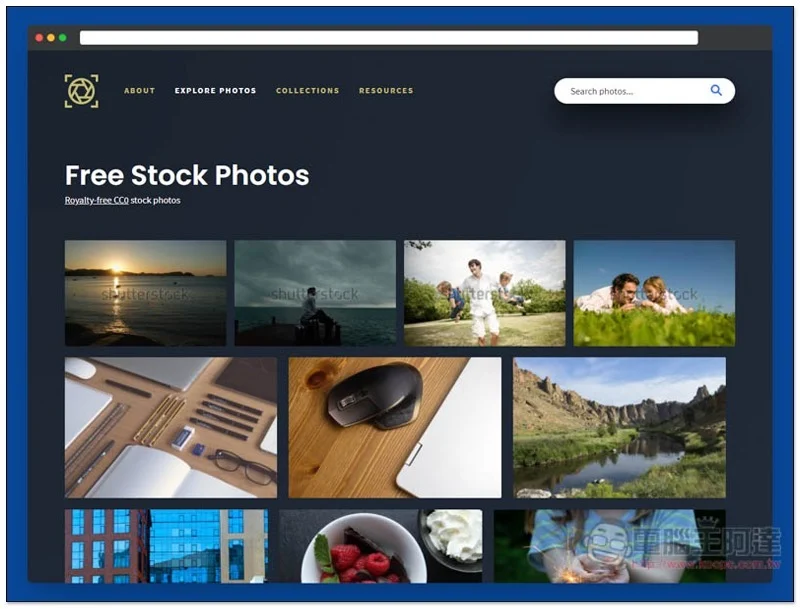 ABOUT
EXPLORE PHOTOS
COLLECTIONS
RESOURCES
Search photos...
Free Stock Photos
Royalty-free CC0 stock photos
shutterstock
shutterstock
shutterstock
shutterstock
電腦王阿達
http://www.kocpc.com.tw